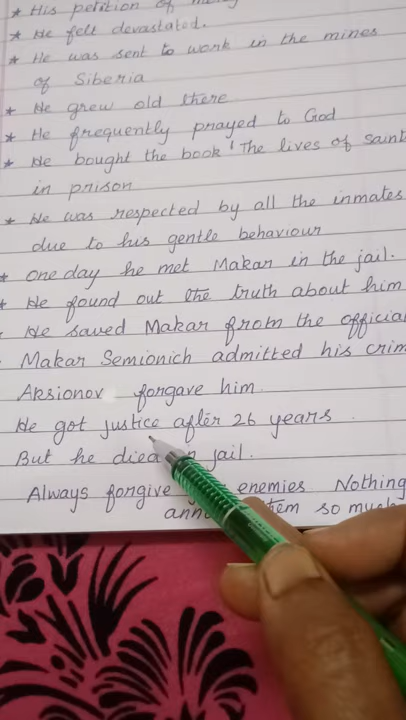 * His petition of
* He felt devastated.
* He was sent to work in the mines
of Siberia
* He grew old there
* He frequently prayed to God
* He bought the book 'The lives of saint
in prison
* He was respected by all the inmates
due to his gentle behaviour
* One day he met Makar in the jail.
* He found out the truth about him
He saved Makar from the official
Makar Semionich admitted his crim
Aksionov forgave him
He got justice after 26 years
But he died jail.
Always forgive enemies Nothing
so much